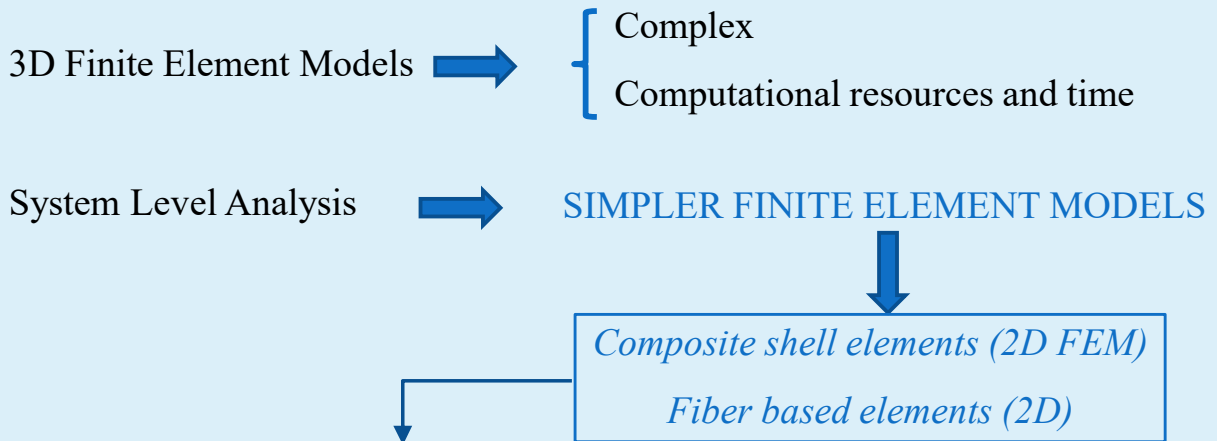 Complex
3D Finite Element Models
Computational resources and time
System Level Analysis
SIMPLER FINITE ELEMENT MODELS
Composite shell elements (2D FEM)
Fiber based elements (2D)